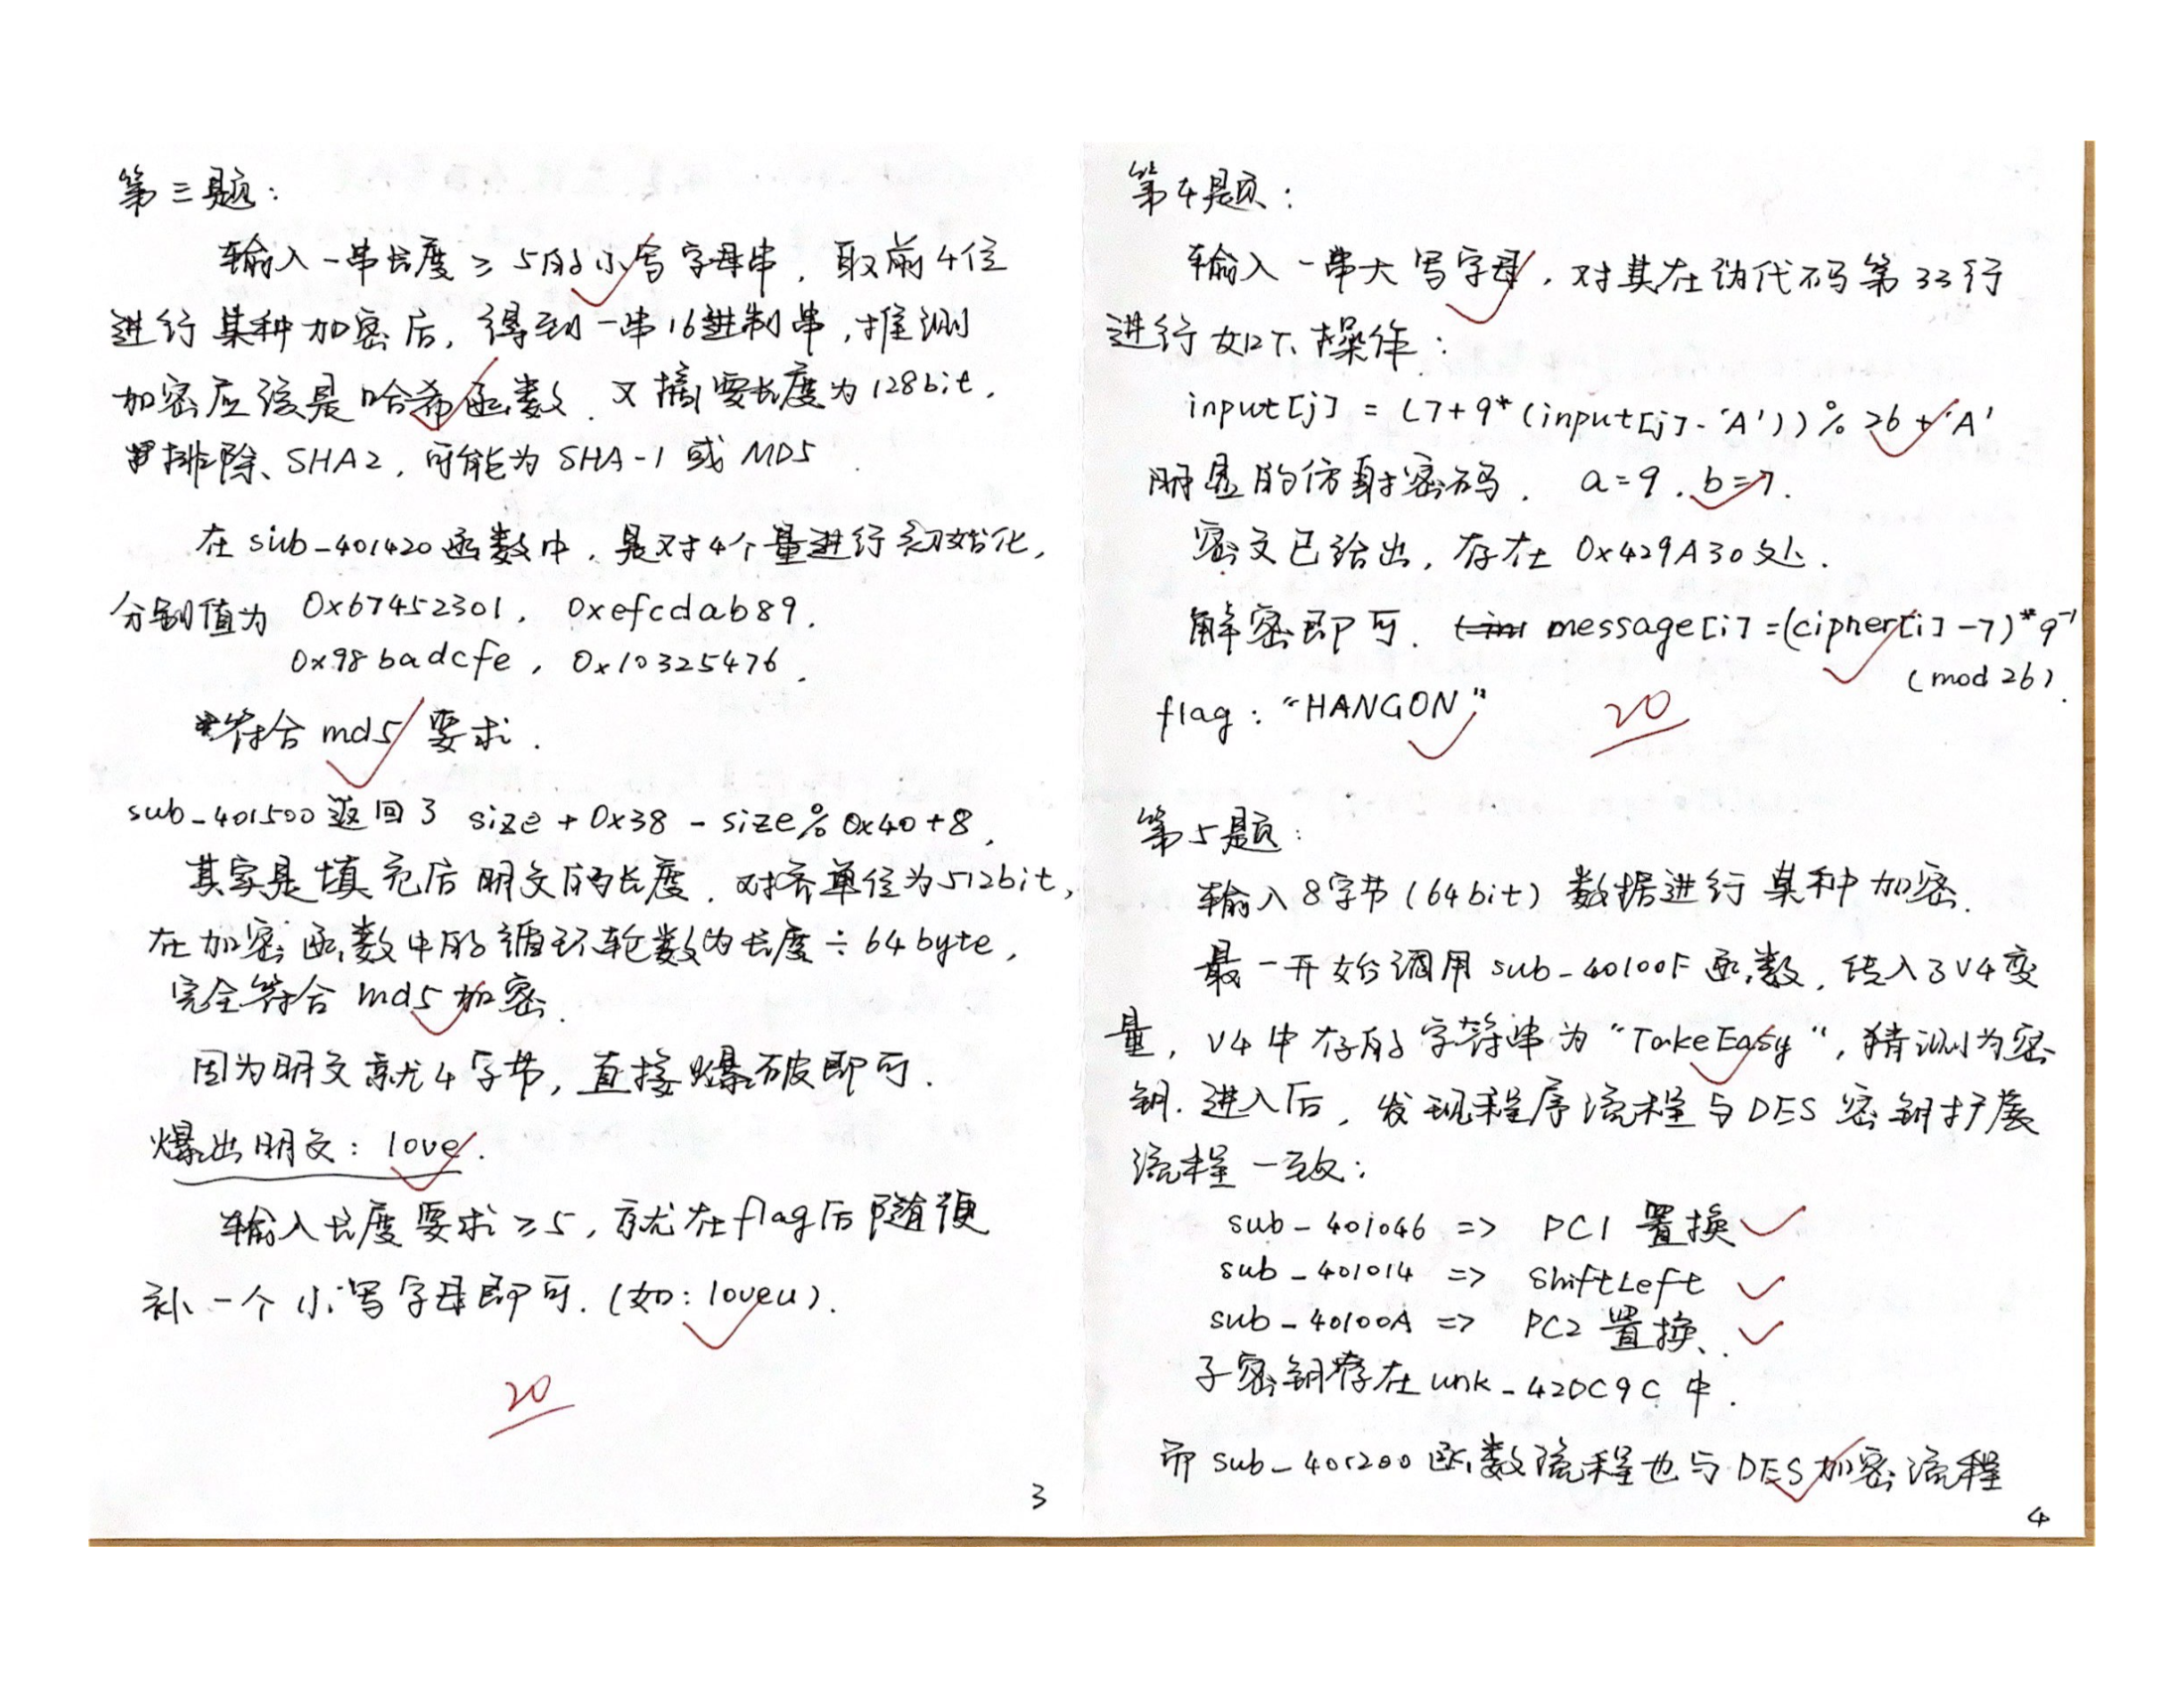 第三题:
输入一串长度≥5的小写字母串，取前4位
进行某种加密后，得到一串16进制串，推测
加密应该是哈希函数．又摘要长度为128bit，
排除、SHA2，可能为SHA-1或MD5．
在sub_401420函数中，是对4个量进行初始化，
分别值为 0x67452301， 0xefcdab89，
0x98badcfe， 0x10325476．
符合md5要求．
sub_401500返回了 size+0x38-size%0x40+8，
其实是填充后明文的长度．对齐单位为512bit，
在加密函数中的循环轮数为长度÷64byte，
完全符合md5加密．
因为明文就4字节，直接爆破即可．
爆出明文：love．
输入长度要求≥5，就在flag后随便
补一个小写字母即可．(如：loveu)．
20
3
第4题：
输入一串大写字母，对其在伪代码第33行
进行如下操作：
input[j] = (7+9*(input[j]-'A'))%26+'A'
明显的仿射密码． a=9．b=7．
密文已给出，存在0x429A30处．
解密即可． message[i]=(cipher[i]-7)*9⁻¹
(mod 26)．
flag："HANGON"
20
第5题：
输入8字节(64bit)数据进行某种加密．
最一开始调用sub_40100F函数，传入了V4变
量，V4中存的字符串为"TakeEasy"，猜测为密
钥．进入后，发现程序流程与DES密钥扩展
流程一致：
sub_401046 => PC1 置换
sub_401014 => ShiftLeft
sub_40100A => PC2 置换．
子密钥存在unk_42DC9C中．
而sub_401200函数流程也与DES加密流程
4